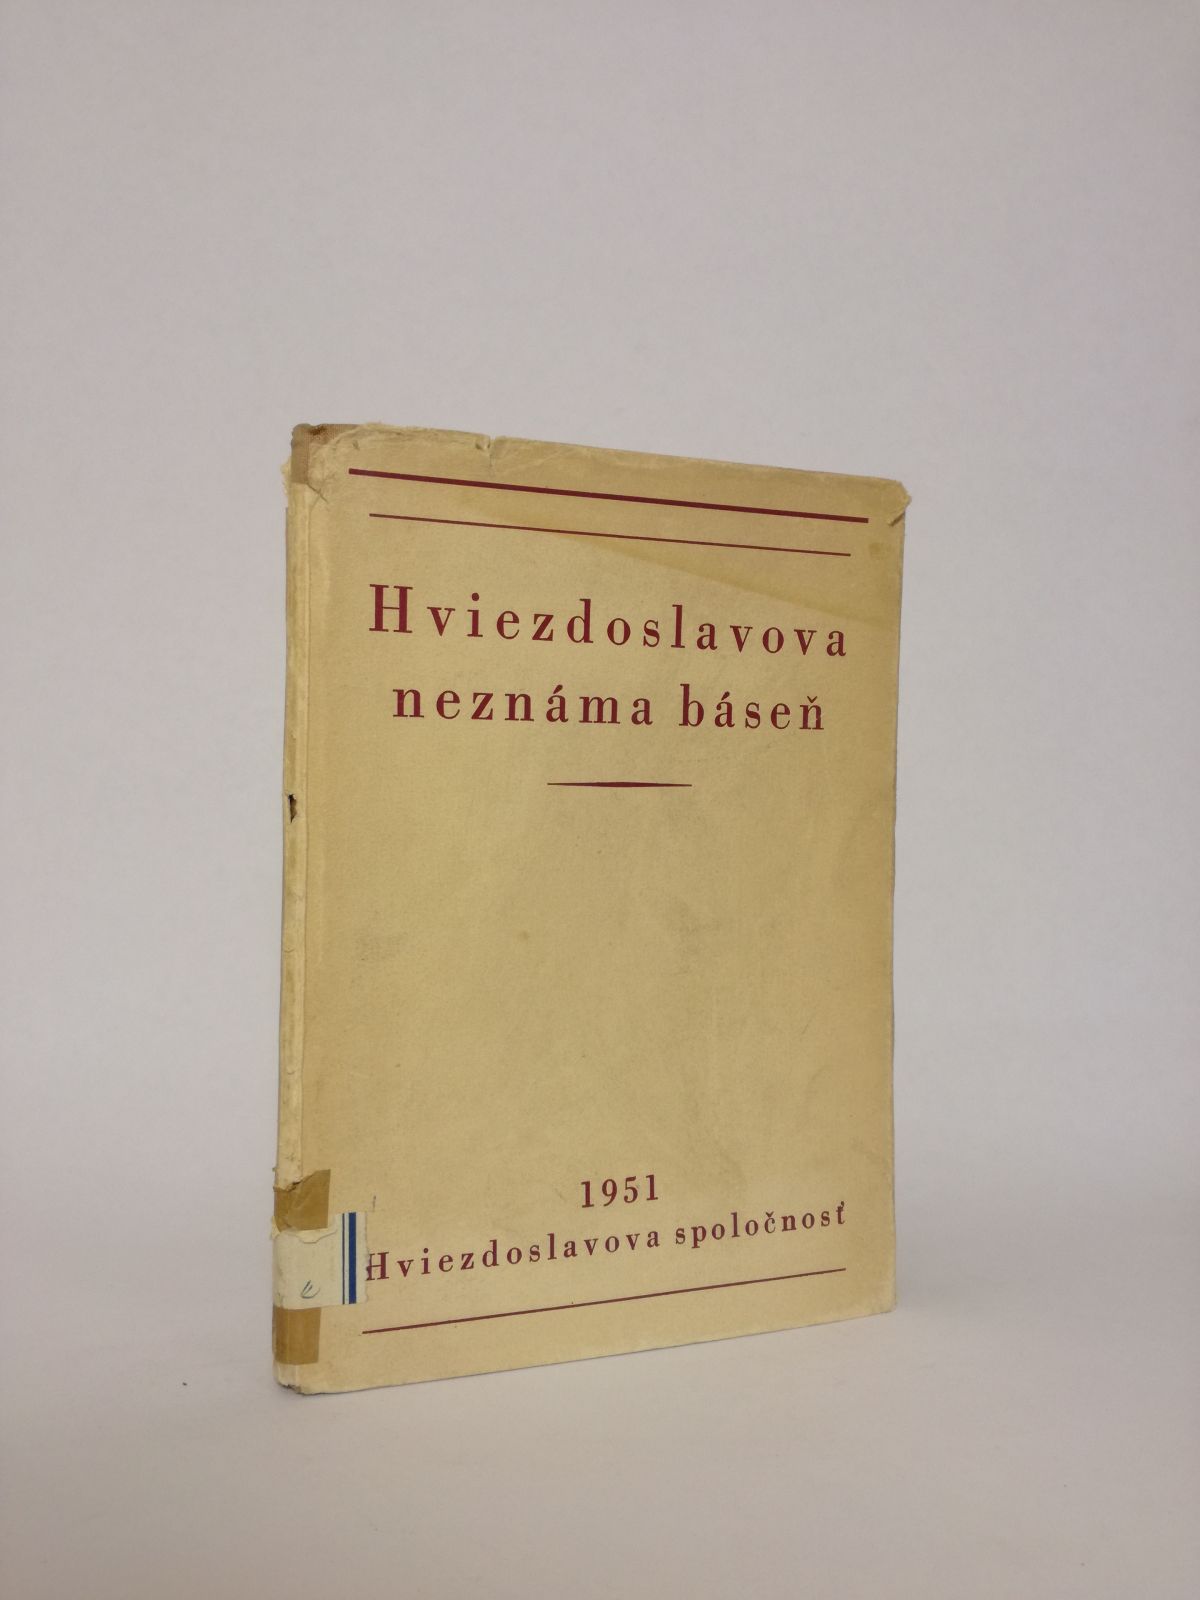 Hviezdoslavova
neznáma báseň
1951
Hviezdoslavova spoločnosť